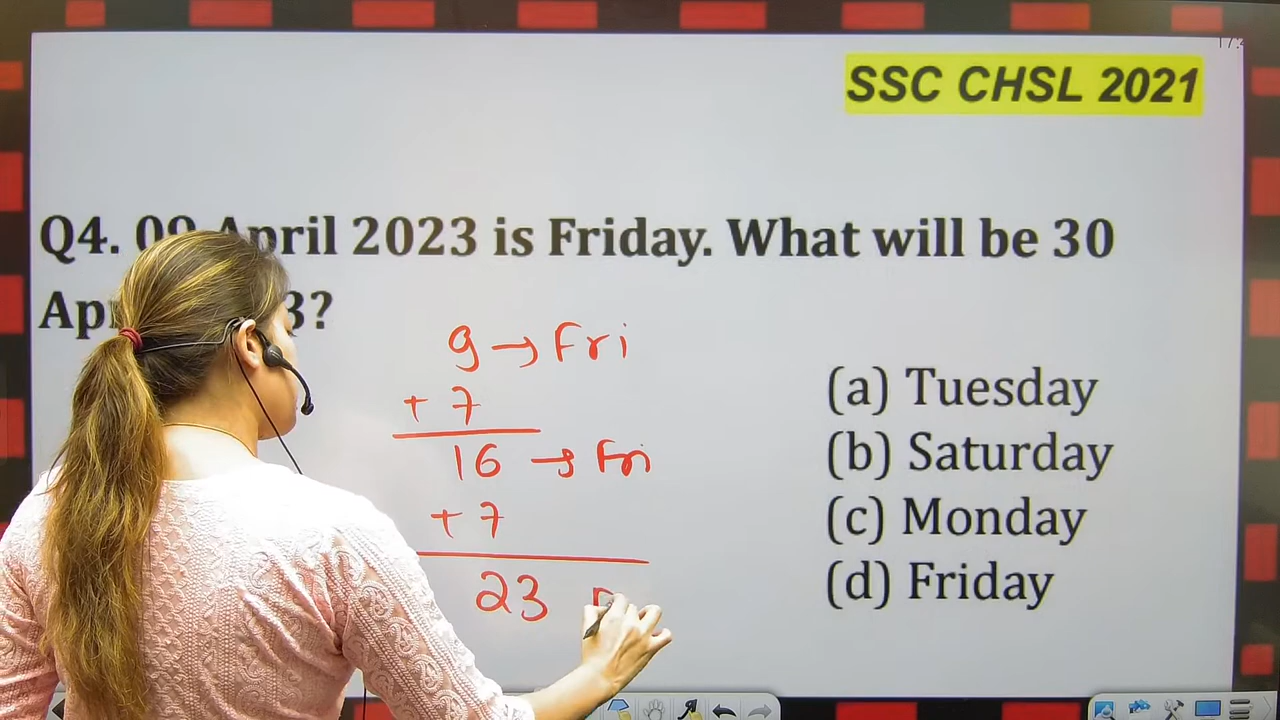 SSC CHSL 2021
Q4. 09 April 2023 is Friday. What will be 30
3?
9 → Fri
+ 7
16 → Fri
+ 7
23
(a) Tuesday
(b) Saturday
(c) Monday
(d) Friday